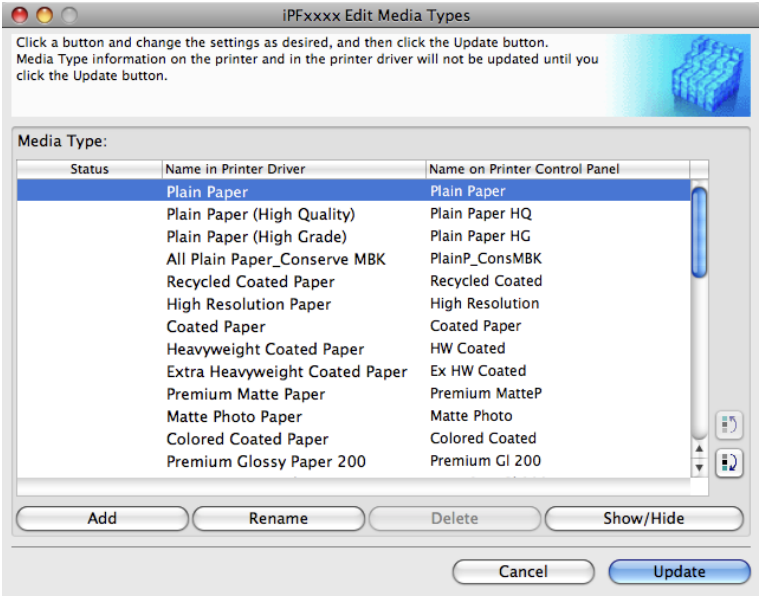 iPFxxxx Edit Media Types
Click a button and change the settings as desired, and then click the Update button.
Media Type information on the printer and in the printer driver will not be updated until you
click the Update button.
Media Type:
Status Name in Printer Driver Name on Printer Control Panel
Plain Paper Plain Paper
Plain Paper (High Quality) Plain Paper HQ
Plain Paper (High Grade) Plain Paper HG
All Plain Paper_Conserve MBK PlainP_ConsMBK
Recycled Coated Paper Recycled Coated
High Resolution Paper High Resolution
Coated Paper Coated Paper
Heavyweight Coated Paper HW Coated
Extra Heavyweight Coated Paper Ex HW Coated
Premium Matte Paper Premium MatteP
Matte Photo Paper Matte Photo
Colored Coated Paper Colored Coated
Premium Glossy Paper 200 Premium Gl 200
Add Rename Delete Show/Hide
Cancel Update